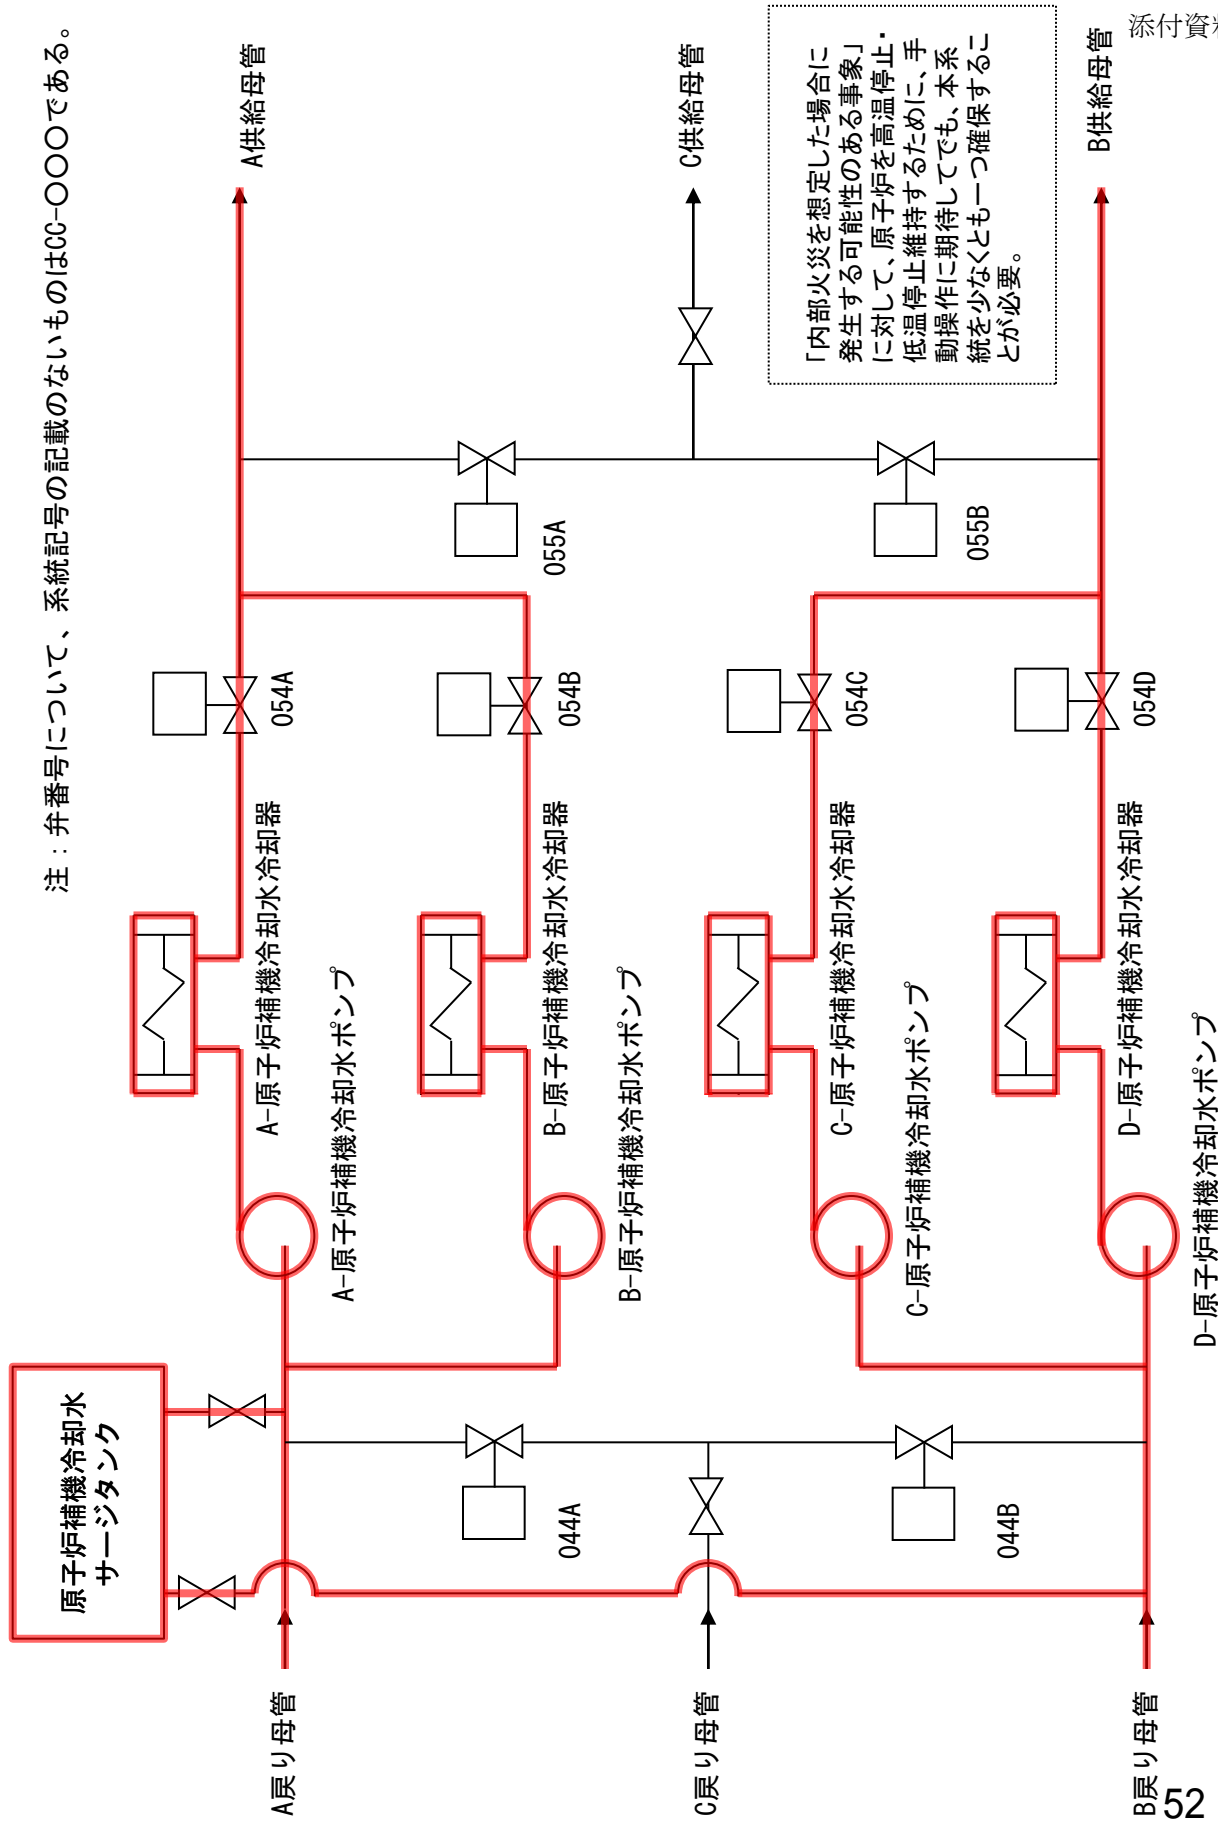 添付資料
注：弁番号について、系統記号の記載のないものはCC-〇〇〇である。
A供給母管
C供給母管
B供給母管
「内部火災を想定した場合に
発生する可能性のある事象」
に対して、原子炉を高温停止・
低温停止維持するために、手
動操作に期待してでも、本系
統を少なくとも一つ確保するこ
とが必要。
055A
055B
054A
054B
054C
054D
A-原子炉補機冷却水冷却器
B-原子炉補機冷却水冷却器
C-原子炉補機冷却水冷却器
D-原子炉補機冷却水冷却器
A-原子炉補機冷却水ポンプ
B-原子炉補機冷却水ポンプ
C-原子炉補機冷却水ポンプ
D-原子炉補機冷却水ポンプ
原子炉補機冷却水
サージタンク
044A
044B
A戻り母管
C戻り母管
B戻り母管
52